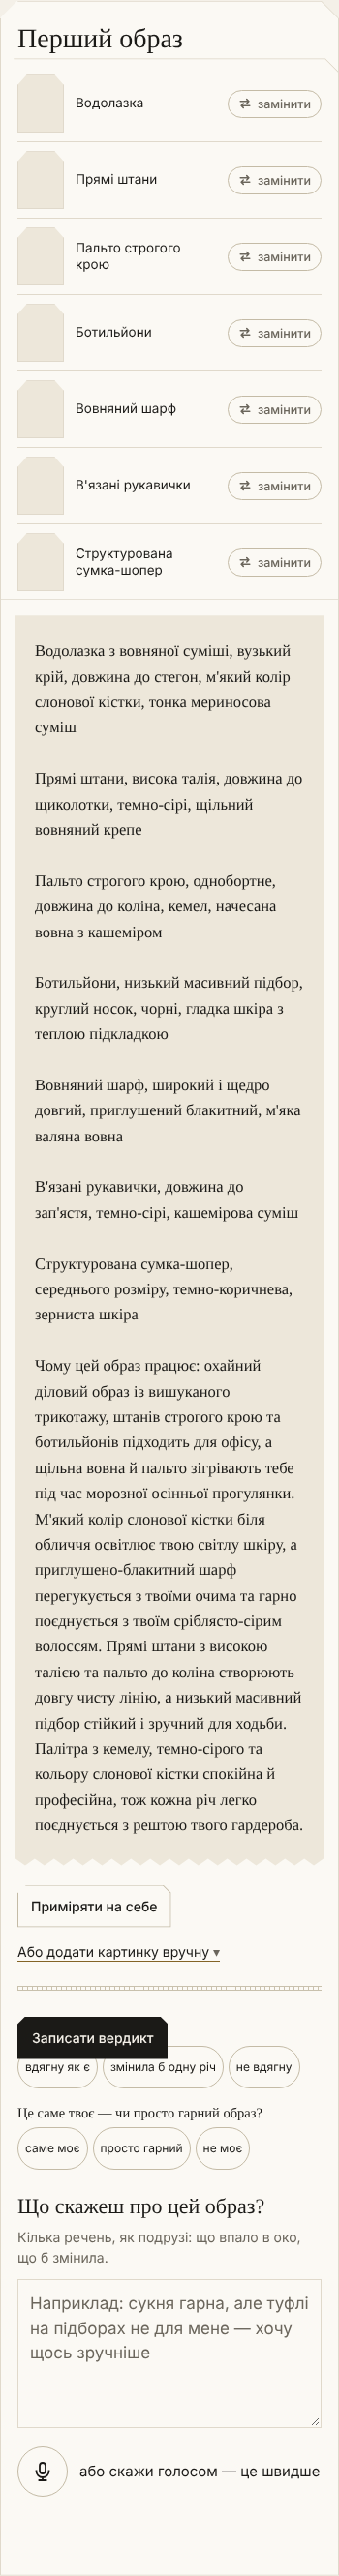 Перший образ
Водолазка
замінити
Прямі штани
замінити
Пальто строгого
крою
замінити
Ботильйони
замінити
Вовняний шарф
замінити
В'язані рукавички
замінити
Структурована
сумка-шопер
замінити
Водолазка з вовняної суміші, вузький
крій, довжина до стегон, м'який колір
слонової кістки, тонка мериносова
суміш
Прямі штани, висока талія, довжина до
щиколотки, темно-сірі, щільний
вовняний крепе
Пальто строгого крою, однобортне,
довжина до коліна, кемел, начесана
вовна з кашеміром
Ботильйони, низький масивний підбор,
круглий носок, чорні, гладка шкіра з
теплою підкладкою
Вовняний шарф, широкий і щедро
довгий, приглушений блакитний, м'яка
валяна вовна
В'язані рукавички, довжина до
зап'ястя, темно-сірі, кашемірова суміш
Структурована сумка-шопер,
середнього розміру, темно-коричнева,
зерниста шкіра
Чому цей образ працює: охайний
діловий образ із вишуканого
трикотажу, штанів строгого крою та
ботильйонів підходить для офісу, а
щільна вовна й пальто зігрівають тебе
під час морозної осінньої прогулянки.
М'який колір слонової кістки біля
обличчя освітлює твою світлу шкіру, а
приглушено-блакитний шарф
перегукується з твоїми очима та гарно
поєднується з твоїм сріблясто-сірим
волоссям. Прямі штани з високою
талією та пальто до коліна створюють
довгу чисту лінію, а низький масивний
підбор стійкий і зручний для ходьби.
Палітра з кемелу, темно-сірого та
кольору слонової кістки спокійна й
професійна, тож кожна річ легко
поєднується з рештою твого гардероба.
Приміряти на себе
Або додати картинку вручну ▾
Записати вердикт
вдягну як є
змінила б одну річ
не вдягну
Це саме твоє — чи просто гарний образ?
саме моє
просто гарний
не моє
Що скажеш про цей образ?
Кілька речень, як подрузі: що впало в око,
що б змінила.
Наприклад: сукня гарна, але туфлі
на підборах не для мене — хочу
щось зручніше
або скажи голосом — це швидше